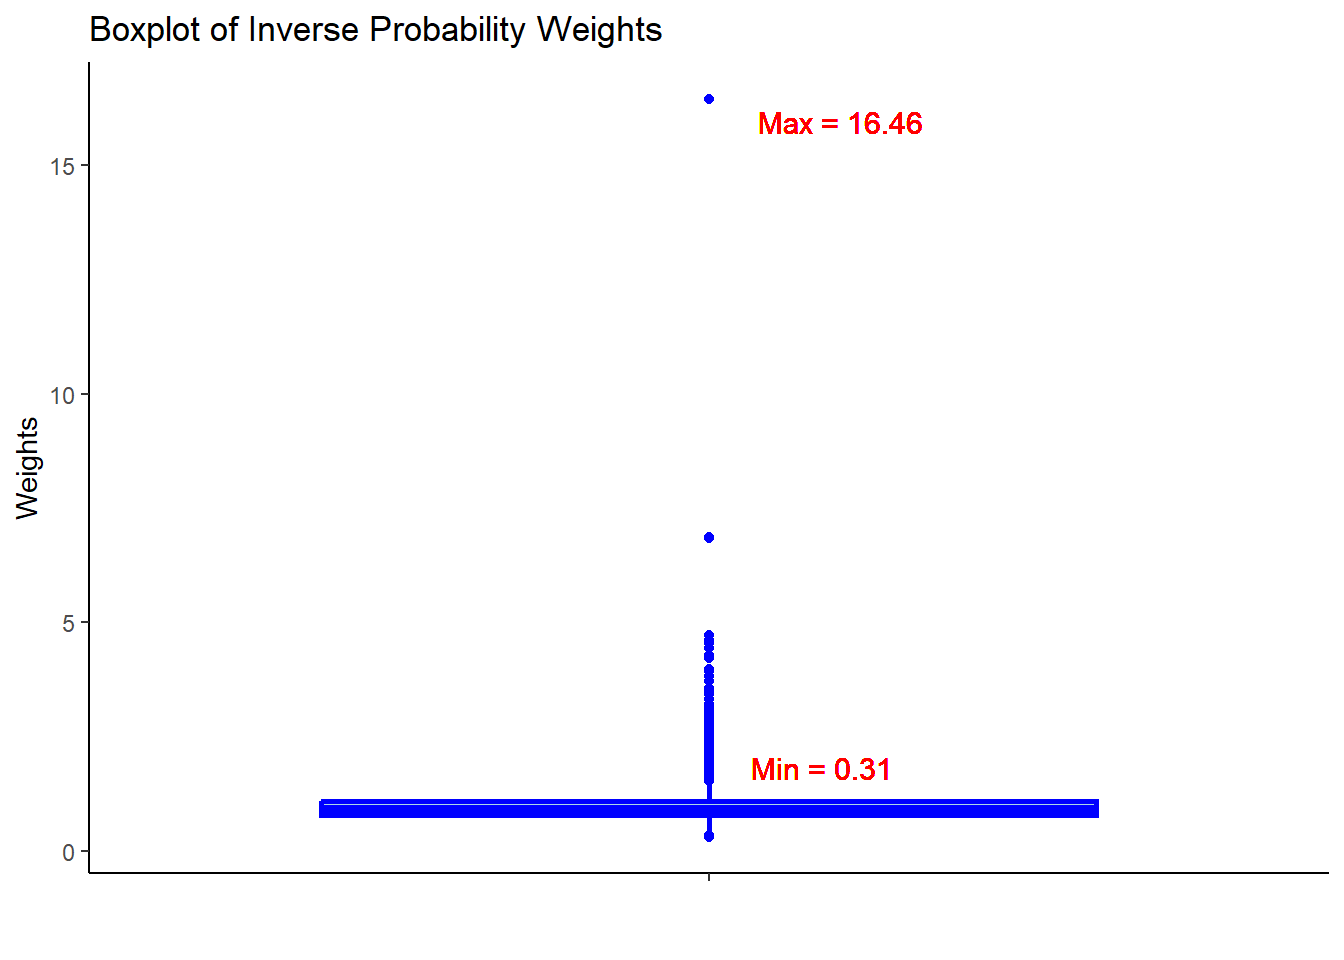 Boxplot of Inverse Probability Weights
Max = 16.46
15
10
Weights
5
Min = 0.31
0